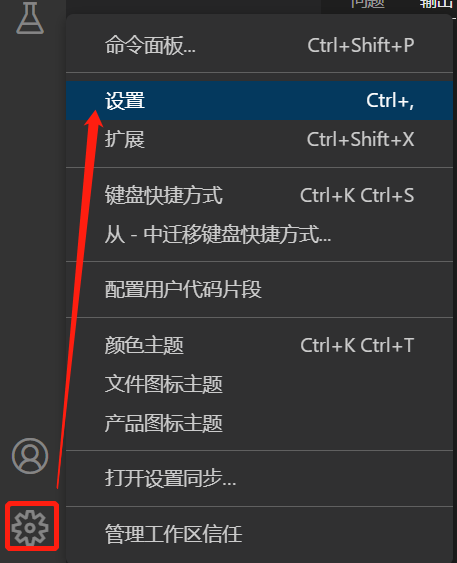 问题 输出
命令面板... Ctrl+Shift+P
设置 Ctrl+,
扩展 Ctrl+Shift+X
键盘快捷方式 Ctrl+K Ctrl+S
从 - 中迁移键盘快捷方式...
配置用户代码片段
颜色主题 Ctrl+K Ctrl+T
文件图标主题
产品图标主题
打开设置同步...
管理工作区信任